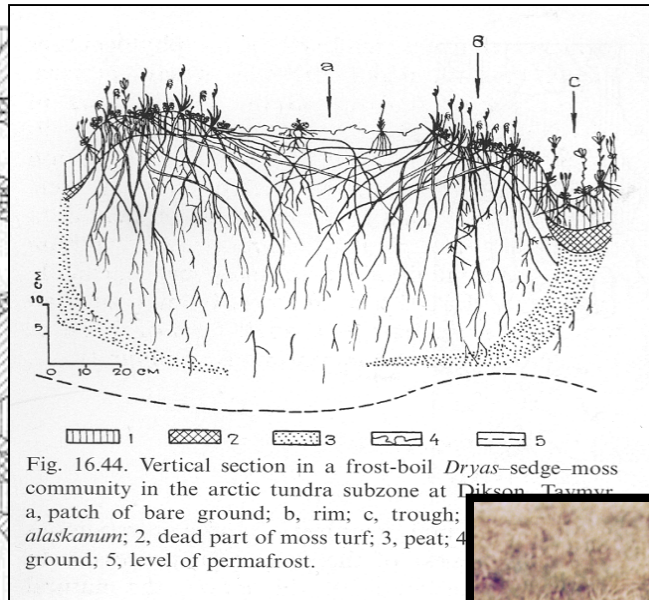 a
в
c
см
10
5
0 10 20 см
1 2 3 4 5
Fig. 16.44. Vertical section in a frost-boil Dryas–sedge–moss
community in the arctic tundra subzone at Dikson, Taymyr.
a, patch of bare ground; b, rim; c, trough;
alaskanum; 2, dead part of moss turf; 3, peat; 4
ground; 5, level of permafrost.